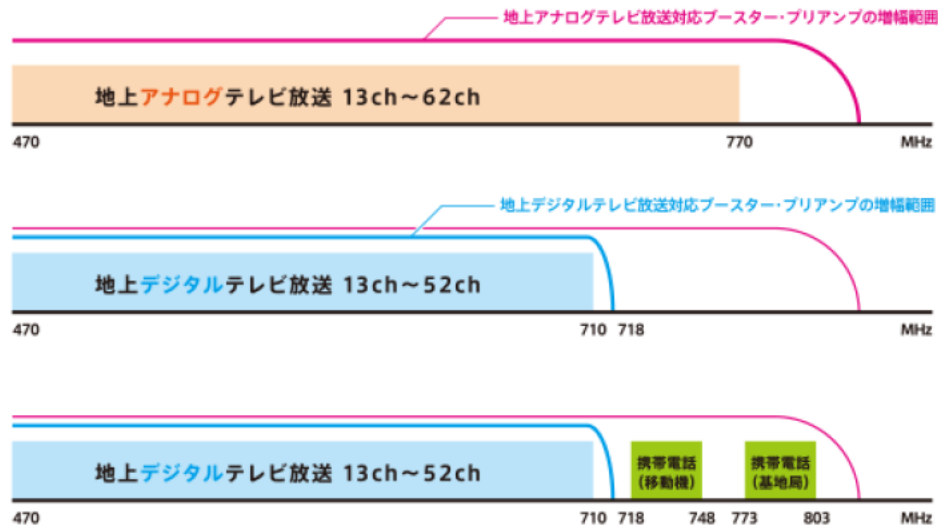 地上アナログテレビ放送対応ブースター・プリアンプの増幅範囲
地上アナログテレビ放送 13ch〜62ch
470 770 MHz
地上デジタルテレビ放送対応ブースター・プリアンプの増幅範囲
地上デジタルテレビ放送 13ch〜52ch
470 710 718 MHz
地上デジタルテレビ放送 13ch〜52ch
携帯電話
（移動機）
携帯電話
（基地局）
470 710 718 748 773 803 MHz